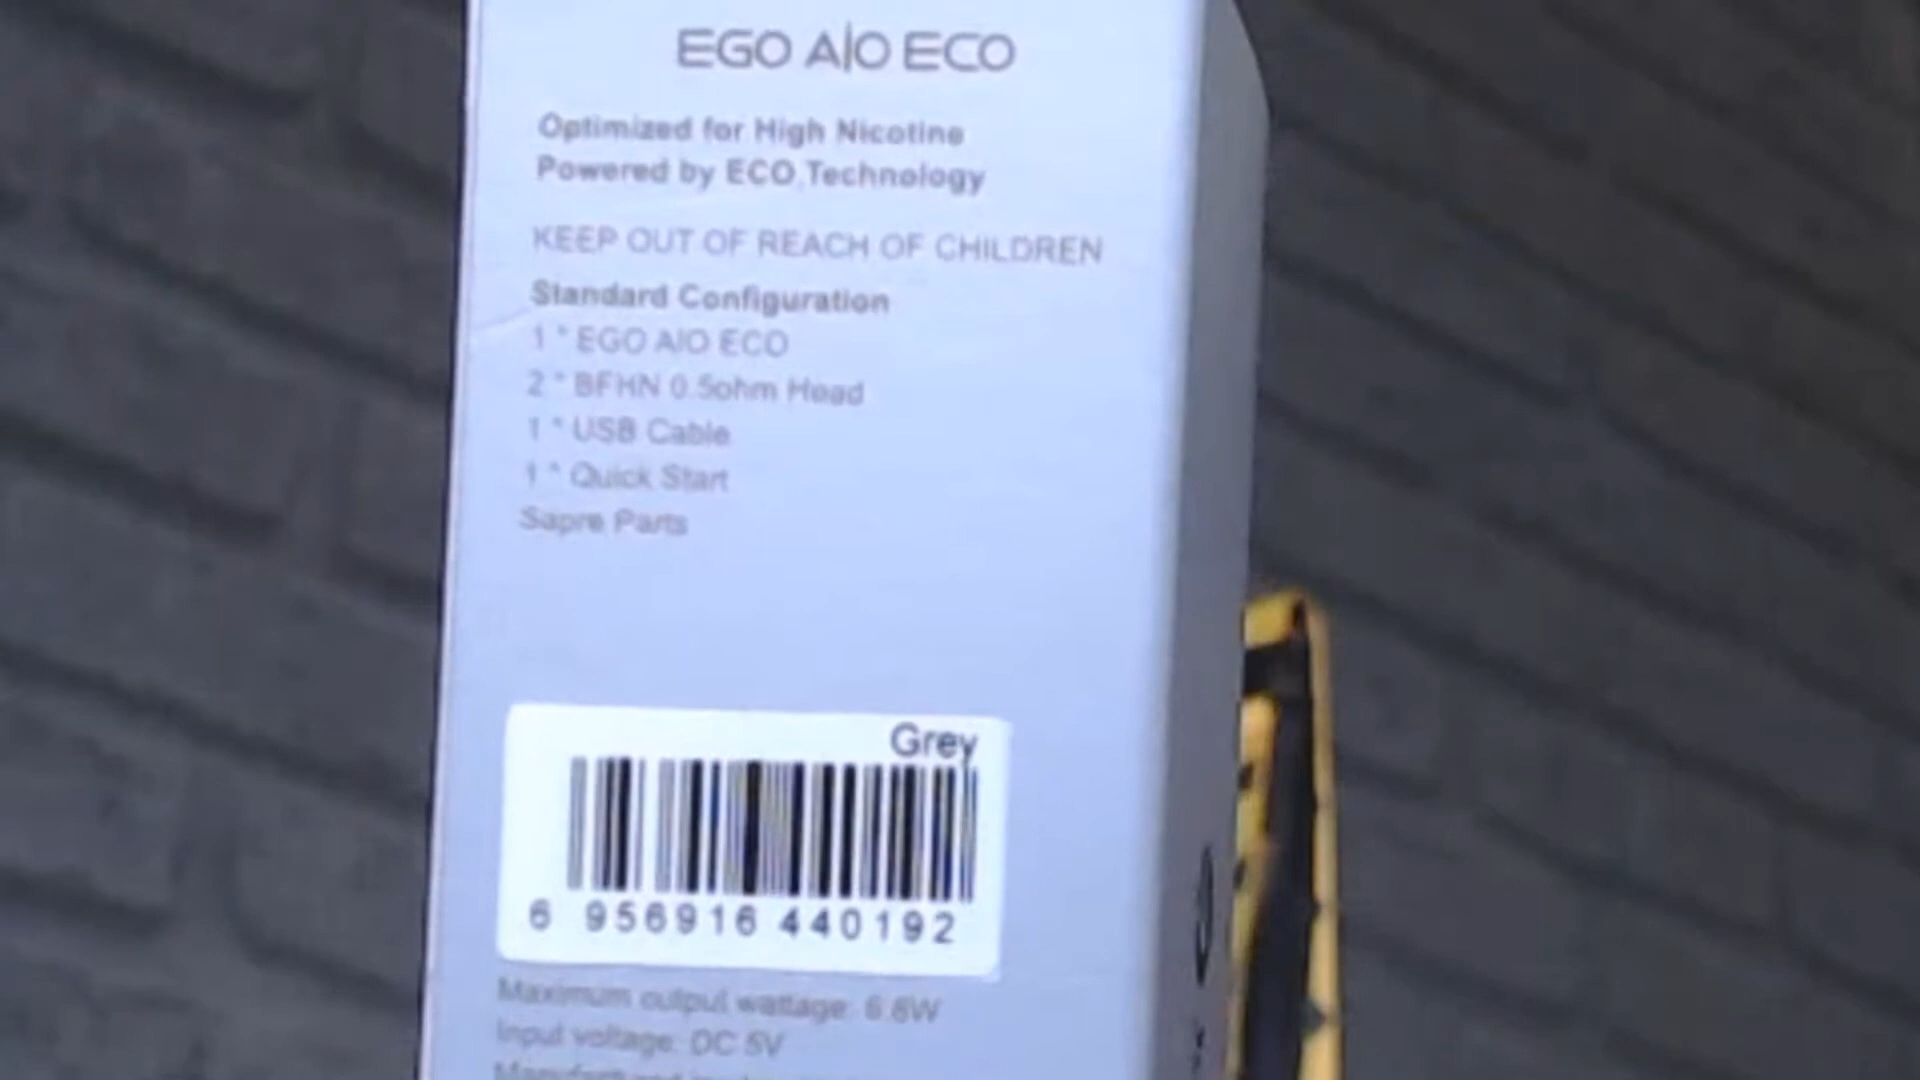 EGO AIO ECO
Optimized for High Nicotine
Powered by ECO Technology
KEEP OUT OF REACH OF CHILDREN
Standard Configuration
1 * EGO AIO ECO
2 * BFHN 0.5ohm Head
1 * USB Cable
1 * Quick Start
Sapre Parts
Grey
6 956916 440192
Maximum output wattage: 6.8W
Input voltage: DC 5V